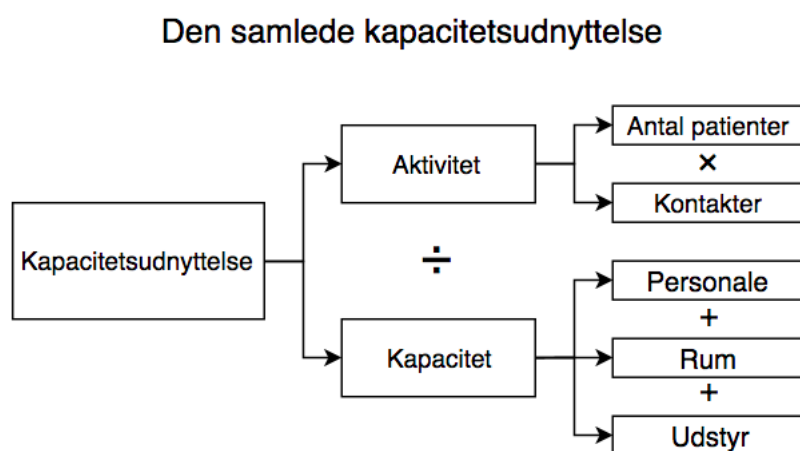 Den samlede kapacitetsudnyttelse
Antal patienter
Aktivitet
×
Kontakter
Kapacitetsudnyttelse
÷
Personale
+
Kapacitet
Rum
+
Udstyr